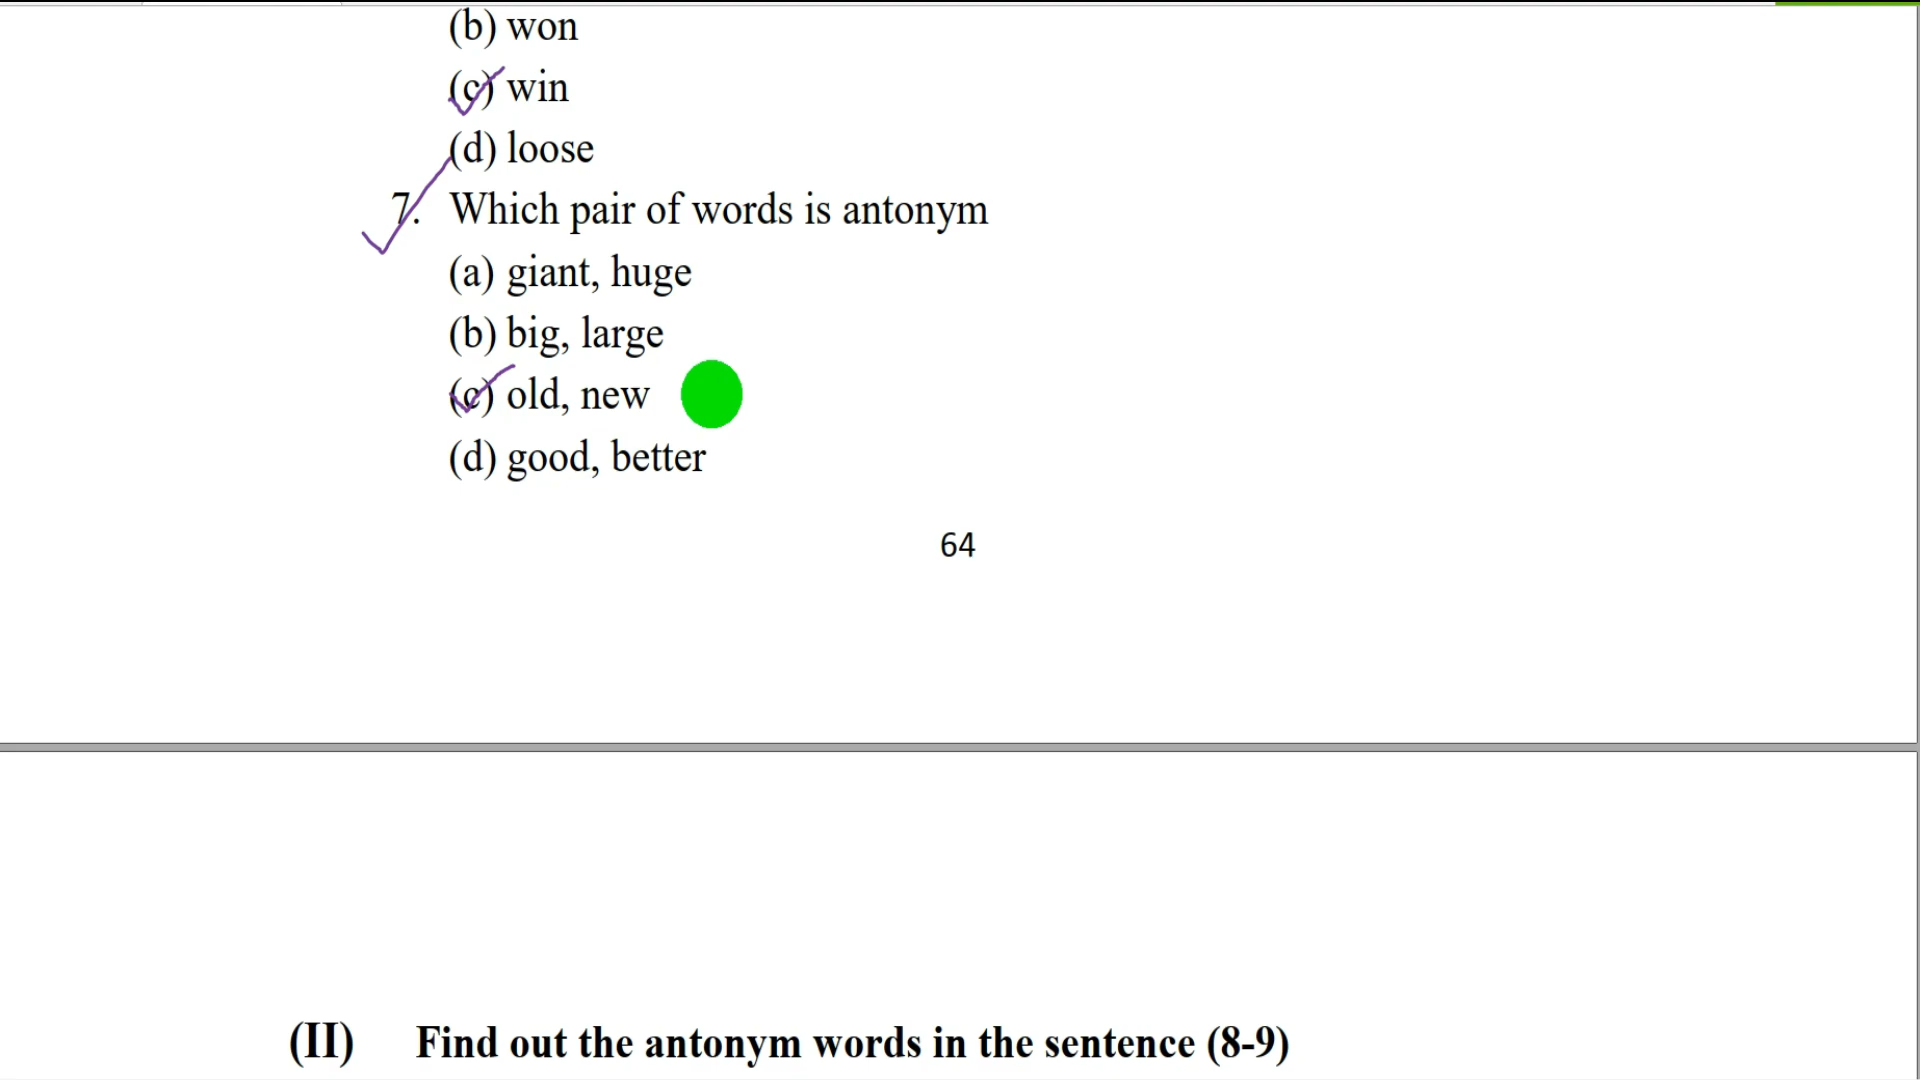 (b) won
(c) win
(d) loose
7. Which pair of words is antonym
(a) giant, huge
(b) big, large
(c) old, new
(d) good, better
64
(II) Find out the antonym words in the sentence (8-9)